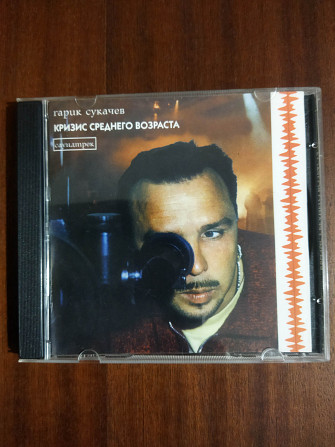 гарик сукачев
КРИЗИС СРЕДНЕГО ВОЗРАСТА
саундтрек